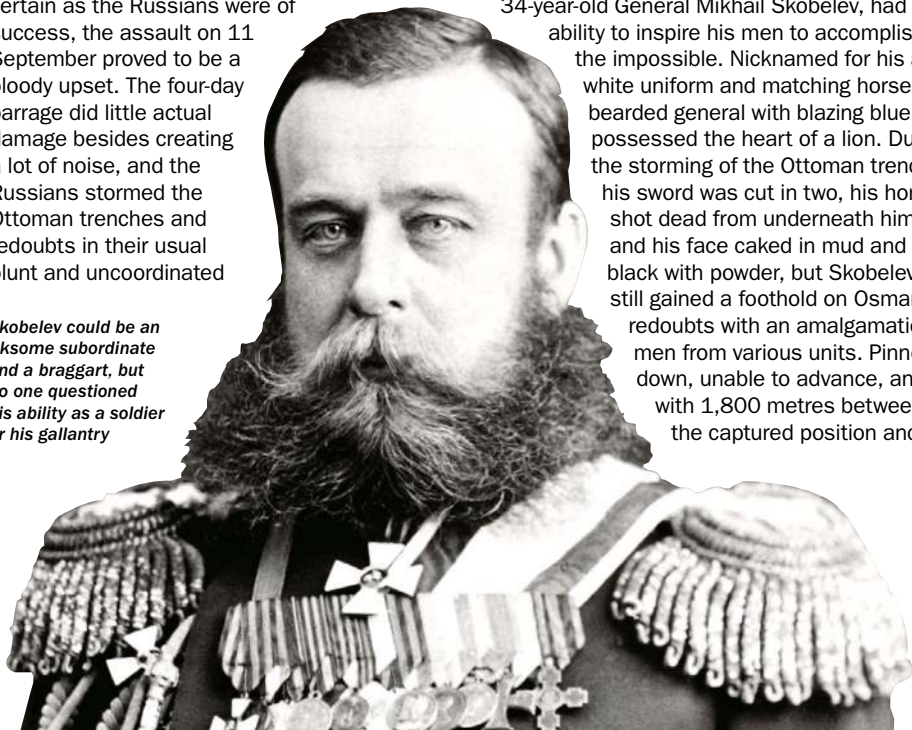 ertain as the Russians were of
success, the assault on 11
September proved to be a
bloody upset. The four-day
barrage did little actual
damage besides creating
lot of noise, and the
Russians stormed the
Ottoman trenches and
redoubts in their usual
blunt and uncoordinated
kobelev could be an
ksome subordinate
nd a braggart, but
o one questioned
is ability as a soldier
r his gallantry
34-year-old General Mikhail Skobelev, had
ability to inspire his men to accomplis
the impossible. Nicknamed for his a
white uniform and matching horse
bearded general with blazing blue
possessed the heart of a lion. Du
the storming of the Ottoman trenc
his sword was cut in two, his hor
shot dead from underneath him
and his face caked in mud and
black with powder, but Skobelev
still gained a foothold on Osman
redoubts with an amalgamatio
men from various units. Pinne
down, unable to advance, an
with 1,800 metres betwee
the captured position and